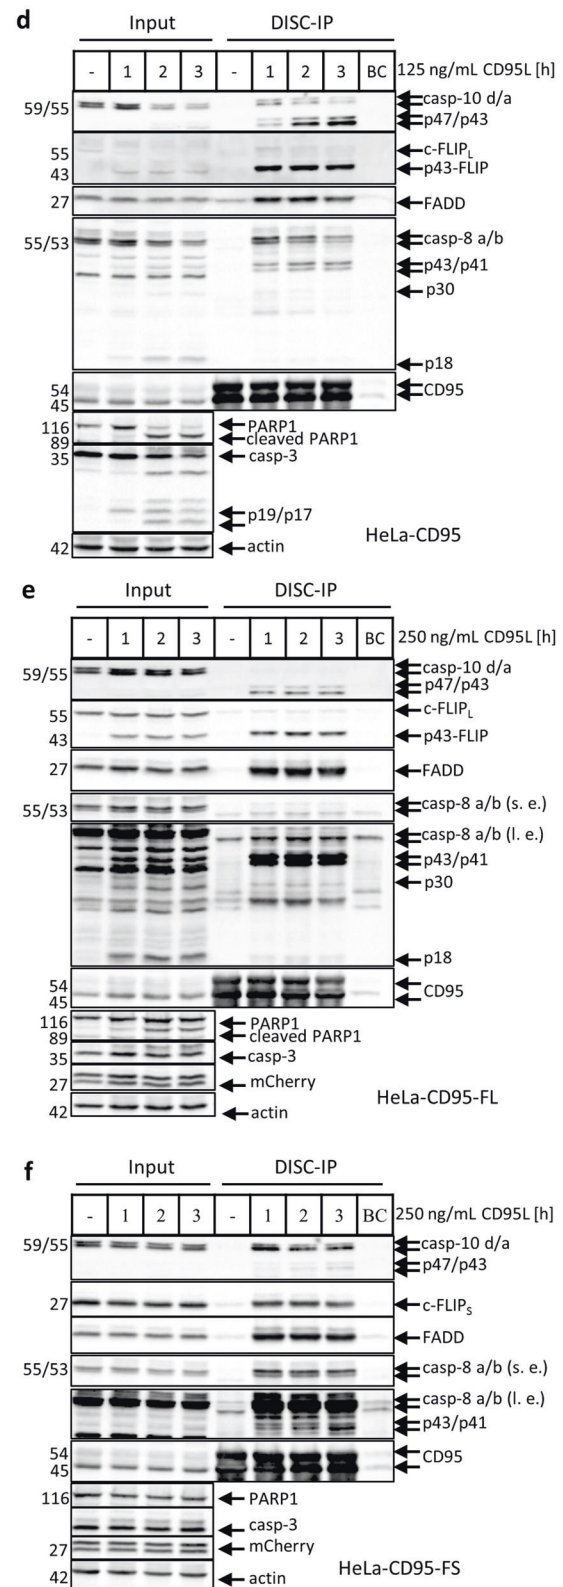 d
Input DISC-IP
- 1 2 3 - 1 2 3 BC 125 ng/mL CD95L [h]
59/55 casp-10 d/a
p47/p43
55 c-FLIPL
43 p43-FLIP
27 FADD
55/53 casp-8 a/b
p43/p41
p30
p18
54 CD95
45
116 PARP1
89 cleaved PARP1
35 casp-3
p19/p17
42 actin
HeLa-CD95
e
Input DISC-IP
- 1 2 3 - 1 2 3 BC 250 ng/mL CD95L [h]
59/55 casp-10 d/a
p47/p43
55 c-FLIPL
43 p43-FLIP
27 FADD
55/53 casp-8 a/b (s. e.)
casp-8 a/b (l. e.)
p43/p41
p30
p18
54 CD95
45
116 PARP1
89 cleaved PARP1
35 casp-3
27 mCherry
42 actin
HeLa-CD95-FL
f
Input DISC-IP
- 1 2 3 - 1 2 3 BC 250 ng/mL CD95L [h]
59/55 casp-10 d/a
p47/p43
27 c-FLIPS
FADD
55/53 casp-8 a/b (s. e.)
casp-8 a/b (l. e.)
p43/p41
54 CD95
45
116 PARP1
casp-3
27 mCherry
42 actin
HeLa-CD95-FS